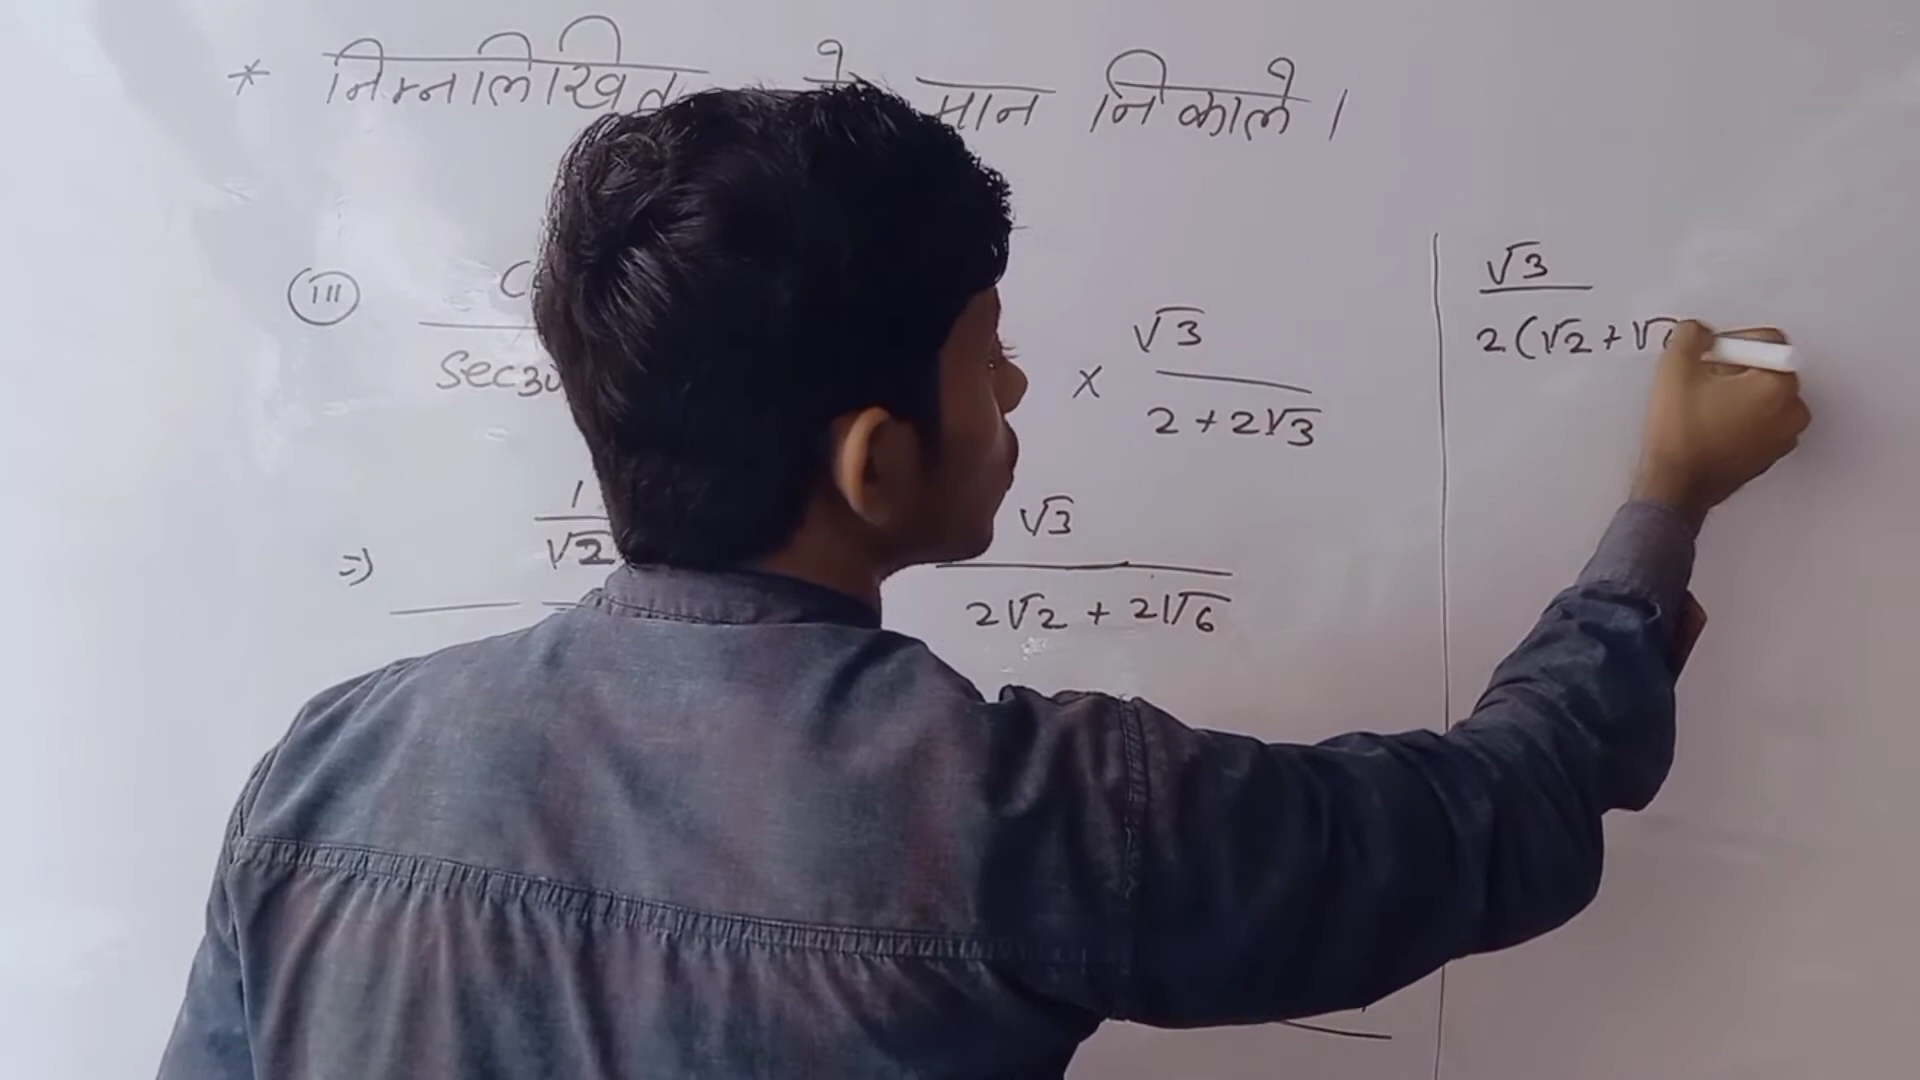 * निम्नलिखित के मान निकाले ।
(iii)
Sec30
× √3 / 2 + 2√3
=) 1 / √2
√3 / 2√2 + 2√6
√3 / 2(√2 + √